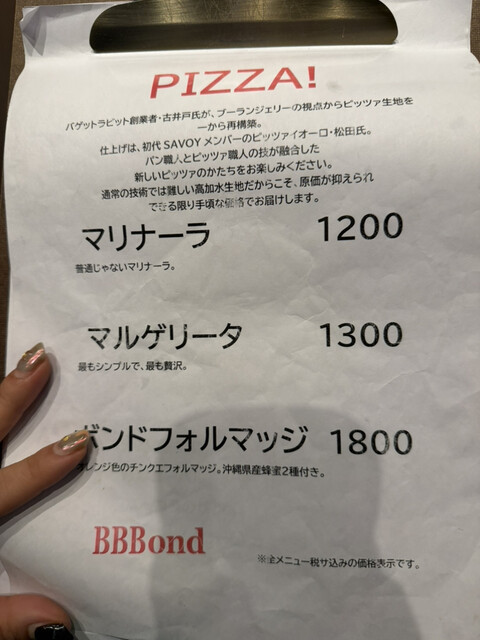 PIZZA!
バゲットラビット創業者・古井戸氏が、ブーランジェリーの視点からピッツァ生地を
一から再構築。
仕上げは、初代SAVOYメンバーのピッツァイオーロ・松田氏。
パン職人とピッツァ職人の技が融合した
新しいピッツァのかたちをお楽しみください。
通常の技術では難しい高加水生地だからこそ、原価が抑えられ
できる限り手頃な価格でお届けします。
マリナーラ 1200
普通じゃないマリナーラ。
マルゲリータ 1300
最もシンプルで、最も贅沢。
ボンドフォルマッジ 1800
オレンジ色のチンクエフォルマッジ。沖縄県産蜂蜜2種付き。
BBBond
※全メニュー税サ込みの価格表示です。